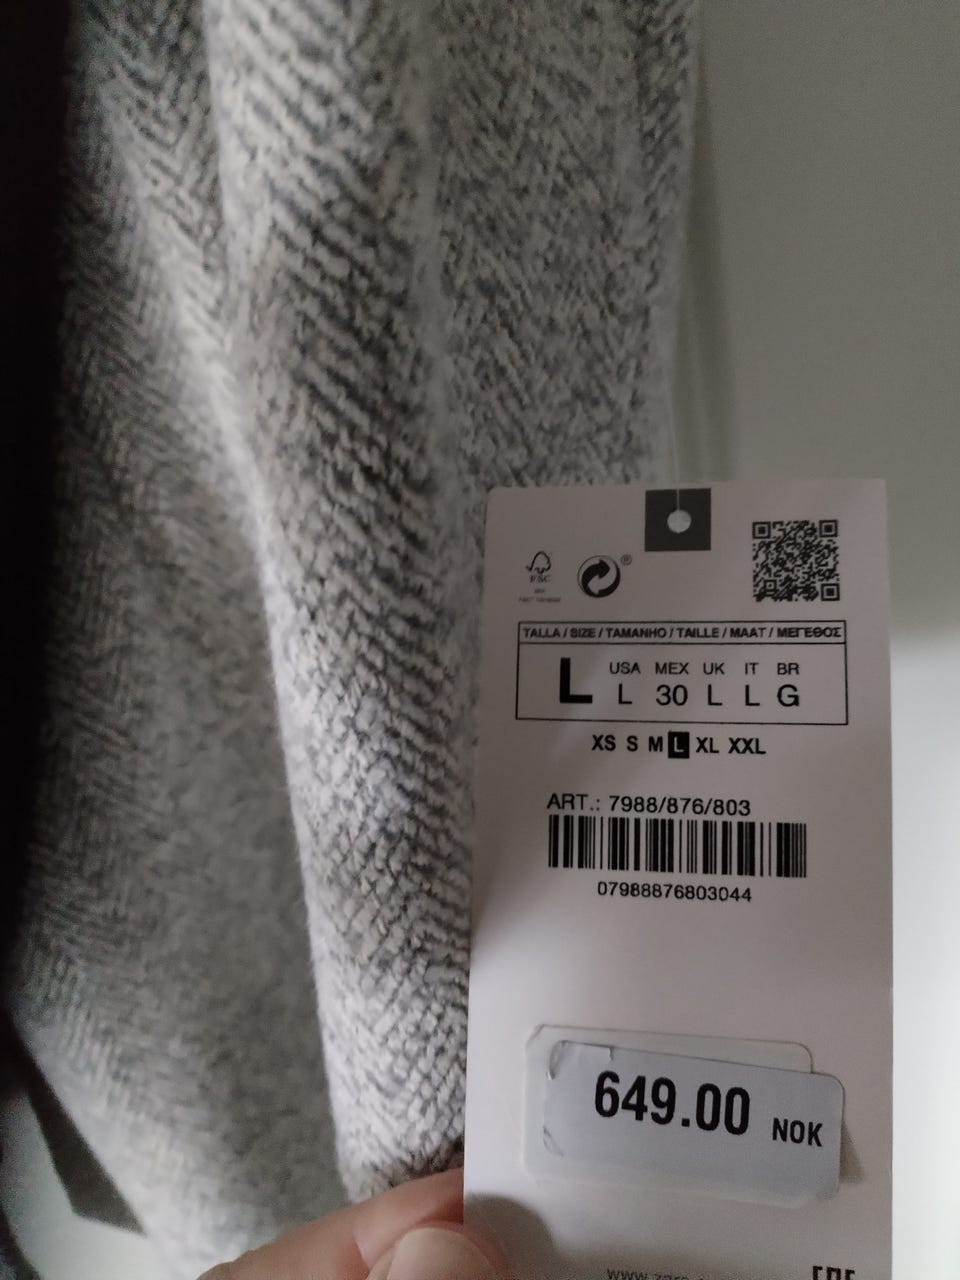 FSC
®
TALLA / SIZE / TAMANHO / TAILLE / MAAT / ΜΕΓΕΘΟΣ
L
USA MEX UK IT BR
L 30 L L G
XS S M L XL XXL
ART.: 7988/876/803
07988876803044
649.00 NOK